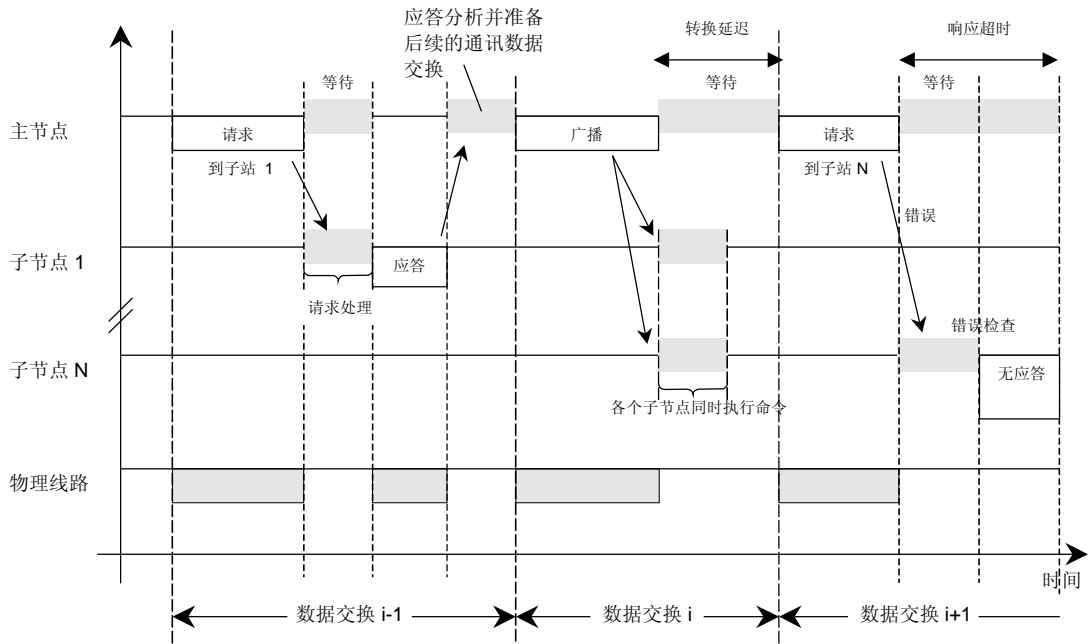 应答分析并准备
后续的通讯数据
交换
转换延迟
响应超时
等待
等待
等待
主节点
请求
广播
请求
到子站 1
到子站 N
错误
子节点 1
应答
请求处理
错误检查
子节点 N
无应答
各个子节点同时执行命令
物理线路
时间
数据交换 i-1
数据交换 i
数据交换 i+1